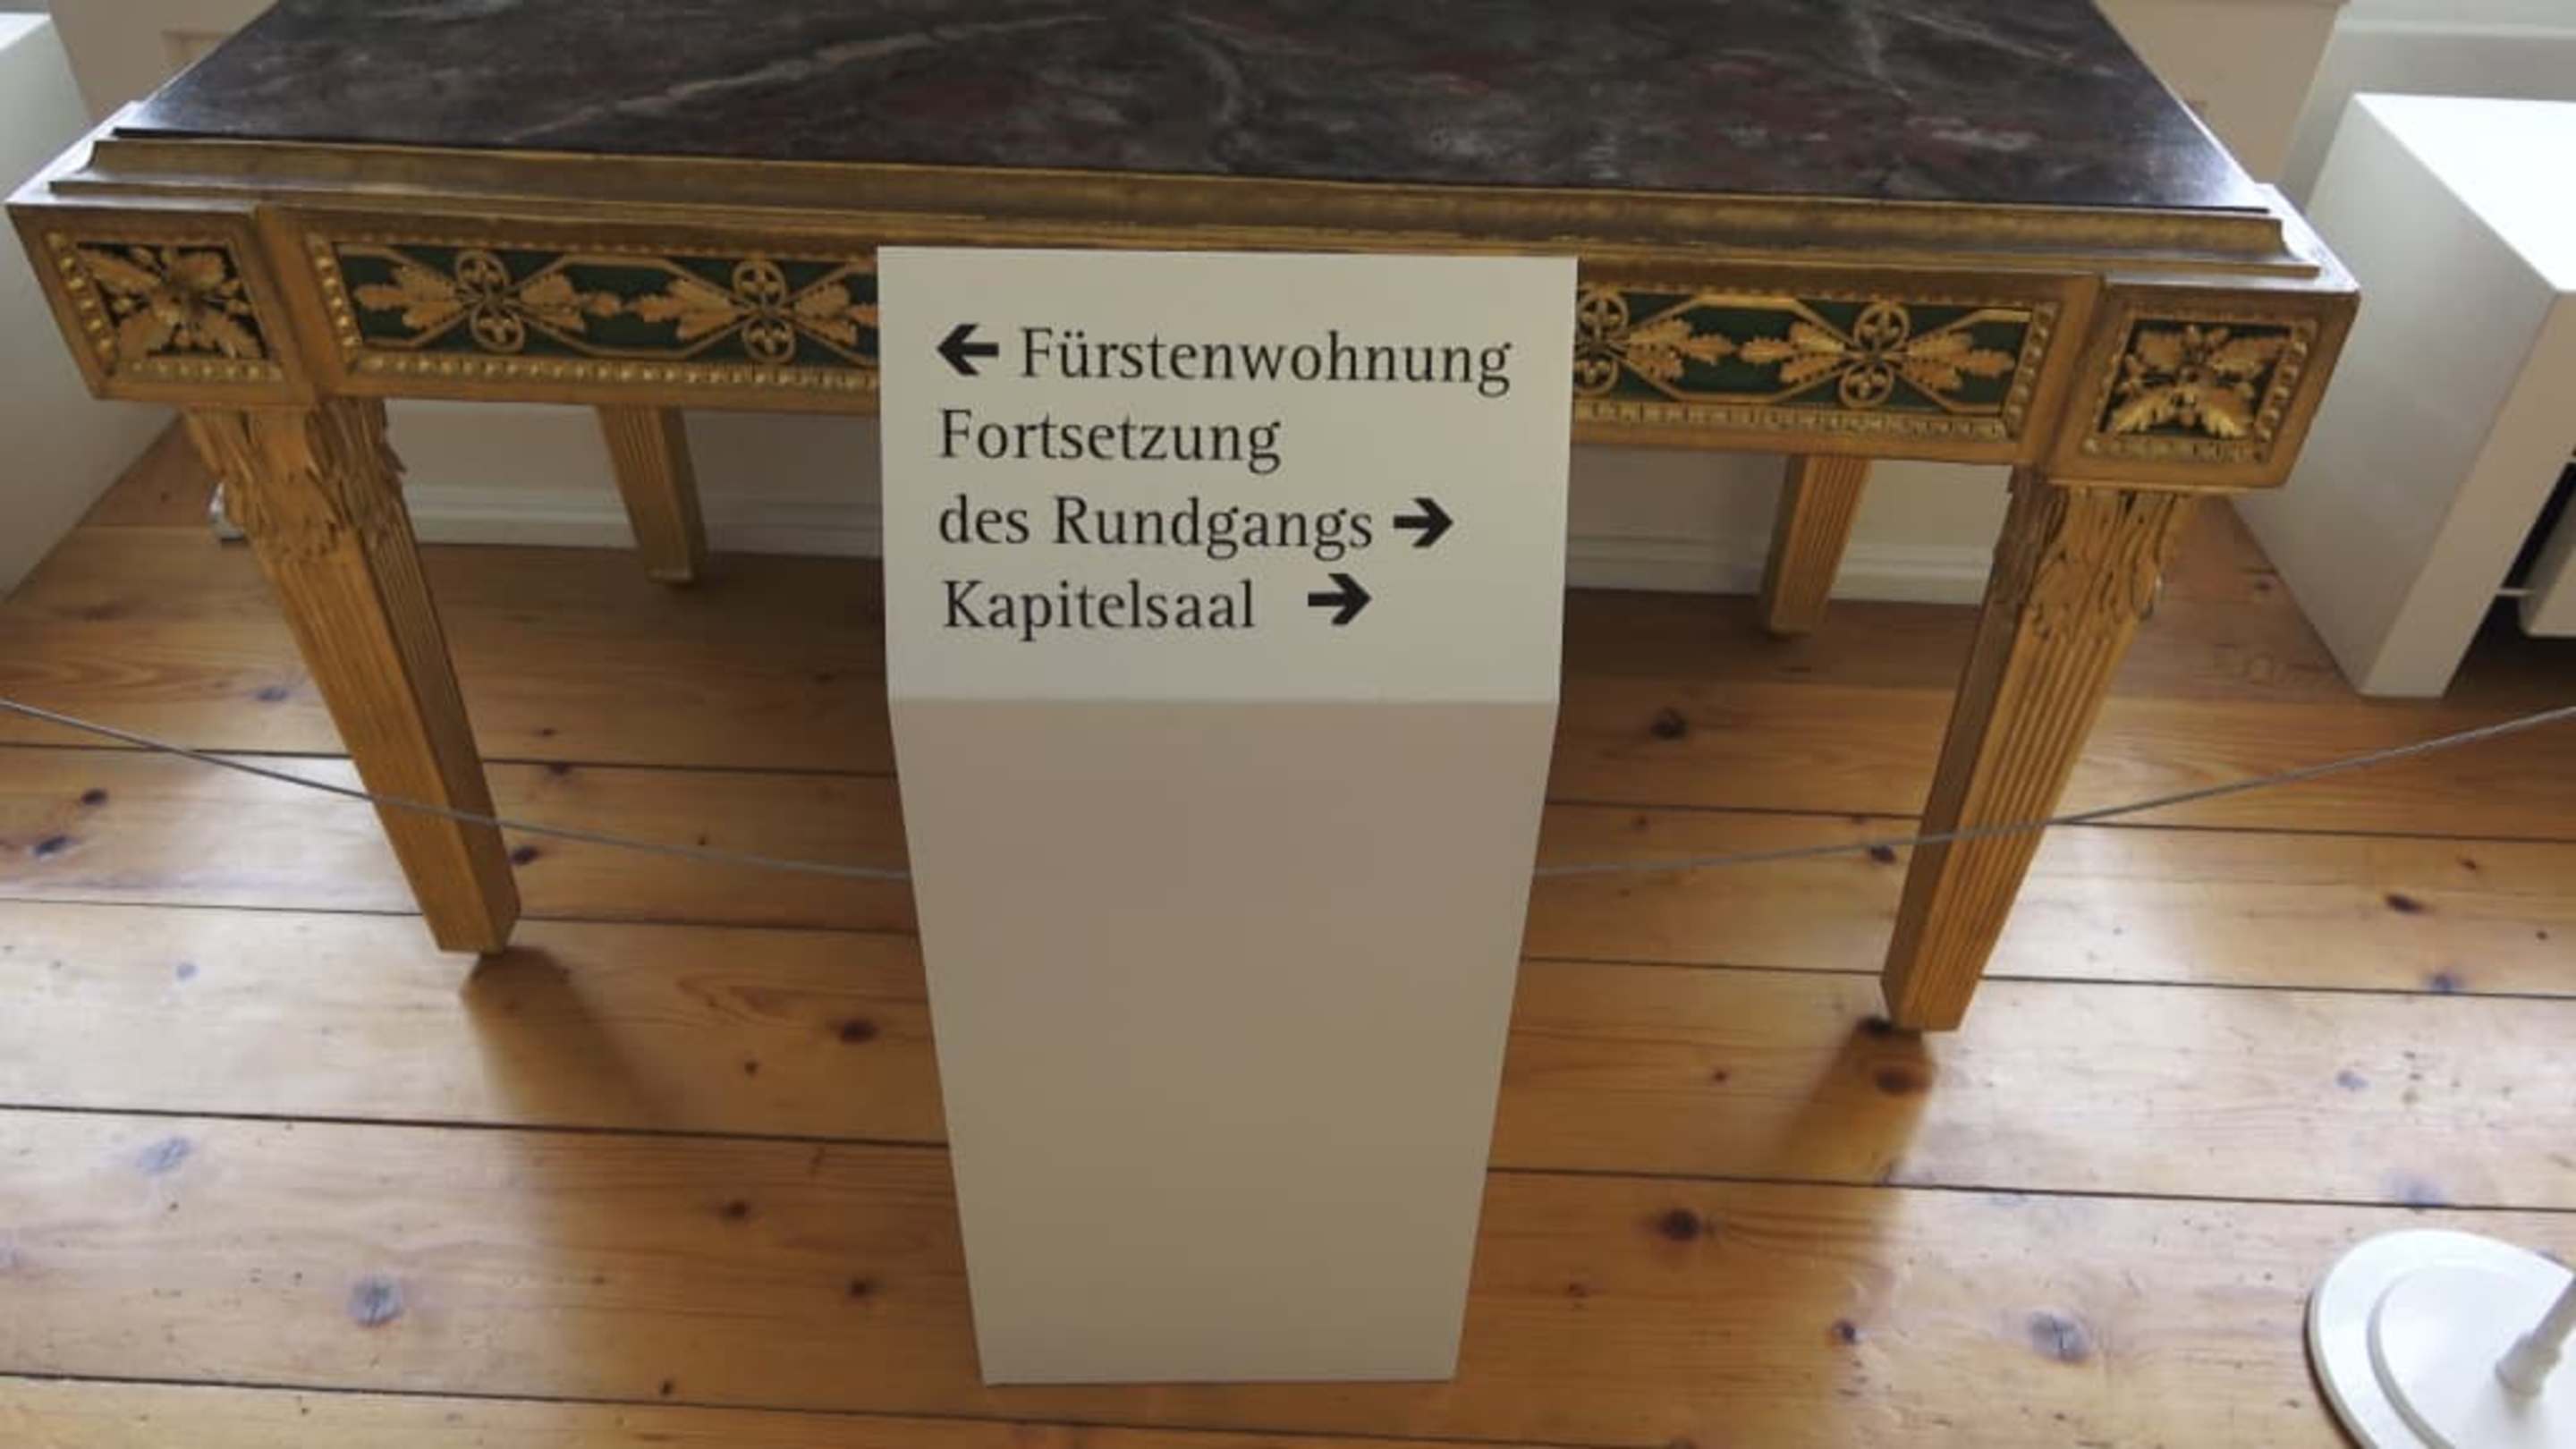 ← Fürstenwohnung
Fortsetzung
des Rundgangs →
Kapitelsaal →